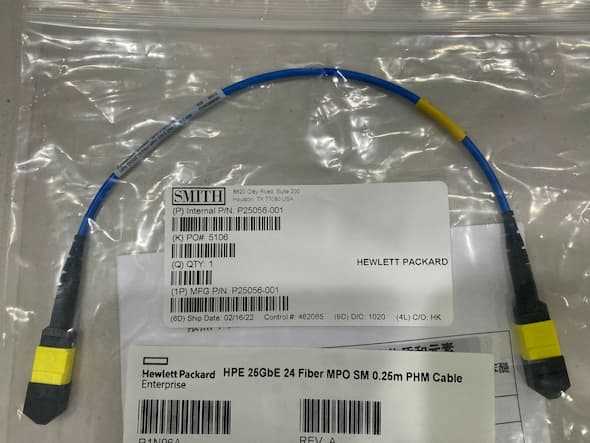 SMITH
Houston, TX 77080 USA
(P) Internal P/N: P25056-001
(K) PO#: 5106
(Q) QTY: 1
HEWLETT PACKARD
(1P) MFG P/N: P25056-001
(6D) Ship Date: 02/16/22 Control #: 462065 (9D) D/C: 1020 (4L) C/O: HK
Hewlett Packard
Enterprise
HPE 25GbE 24 Fiber MPO SM 0.25m PHM Cable
REV. A